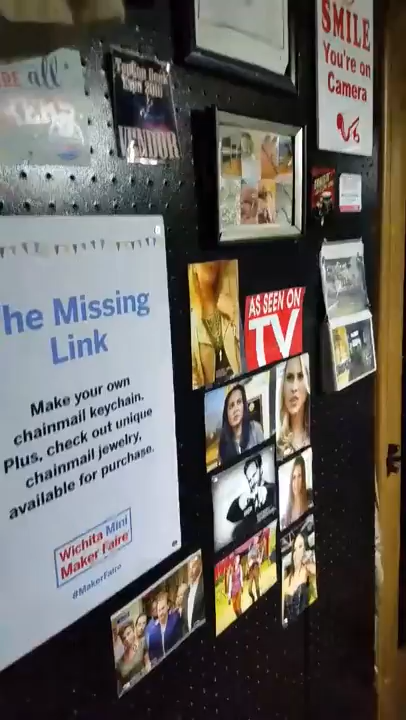 SMILE
You're on
Camera
RE all
VENDOR
The Missing
Link
Make your own
chainmail keychain.
Plus, check out unique
chainmail jewelry,
available for purchase.
Wichita Mini
Maker Faire
#MakerFaire
AS SEEN ON
TV